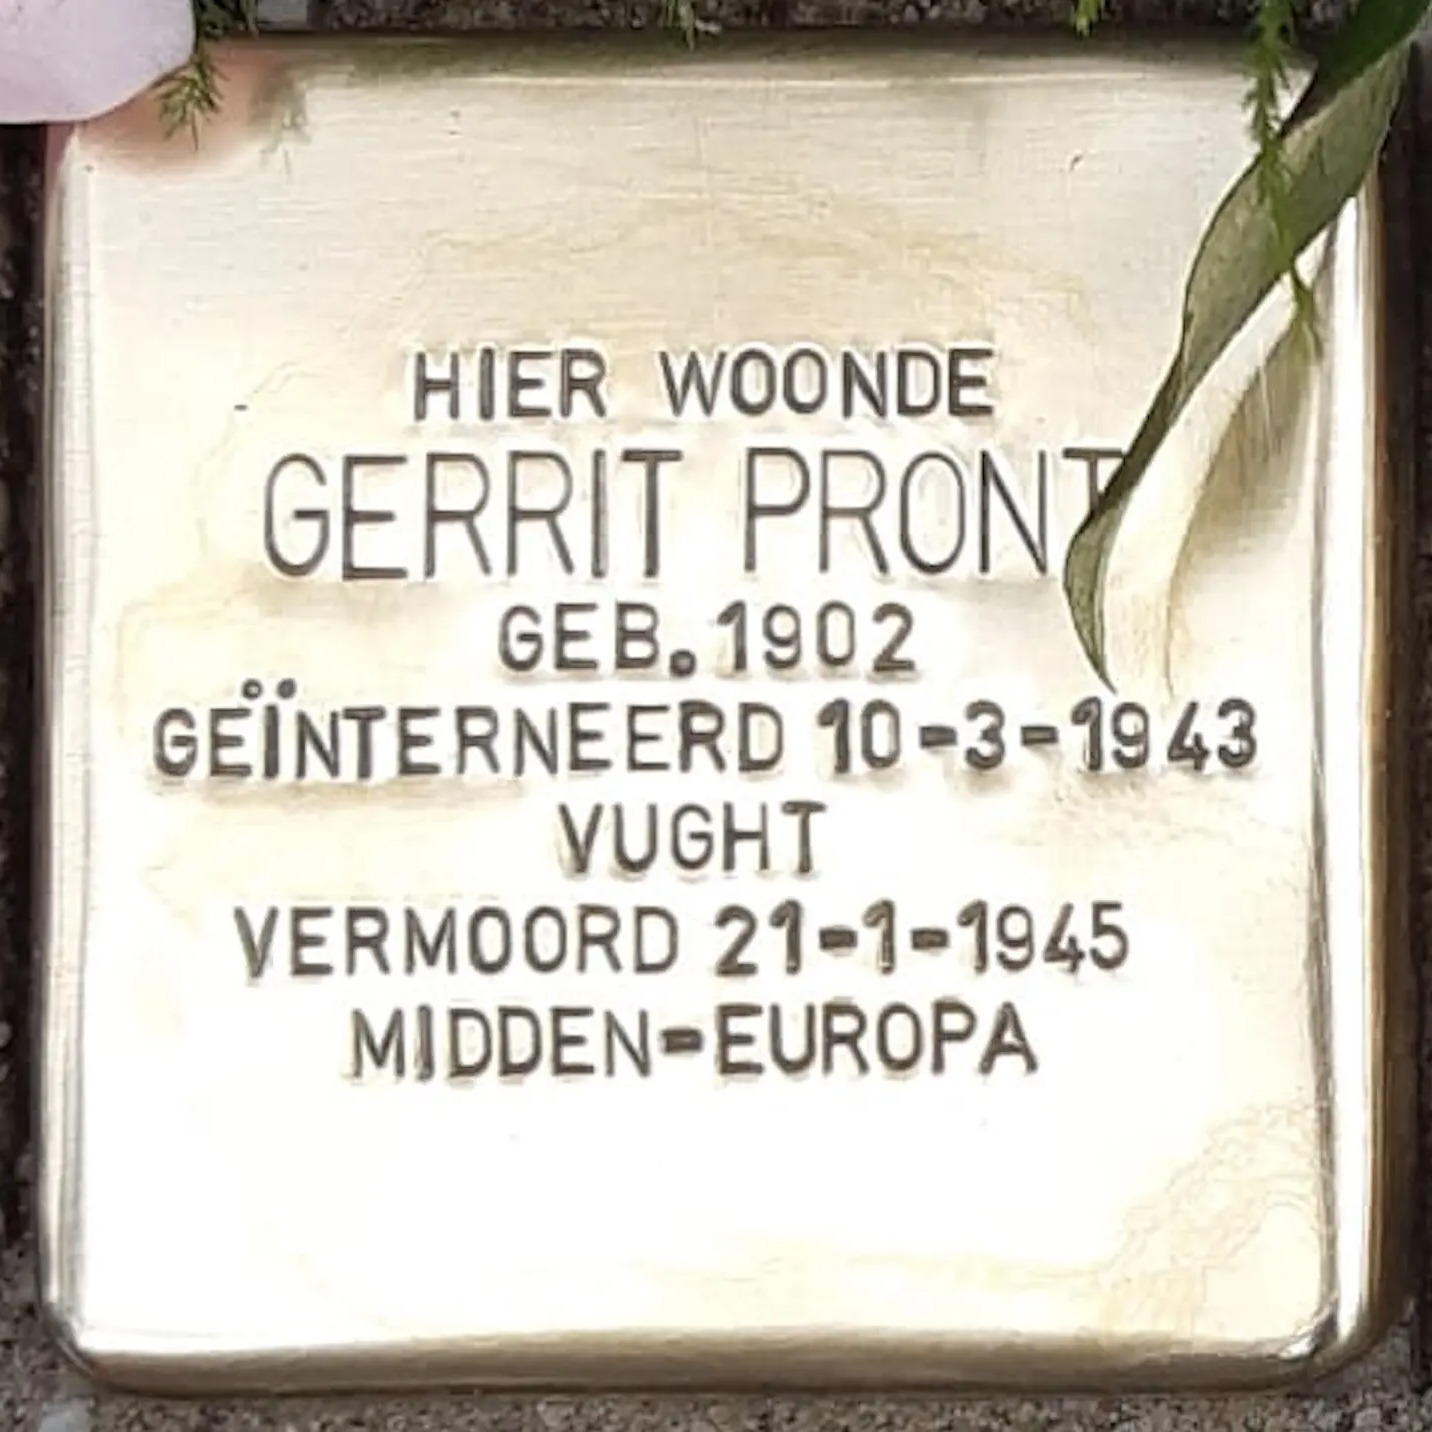 HIER WOONDE
GERRIT PRONT
GEB. 1902
GEÏNTERNEERD 10-3-1943
VUGHT
VERMOORD 21-1-1945
MIDDEN-EUROPA